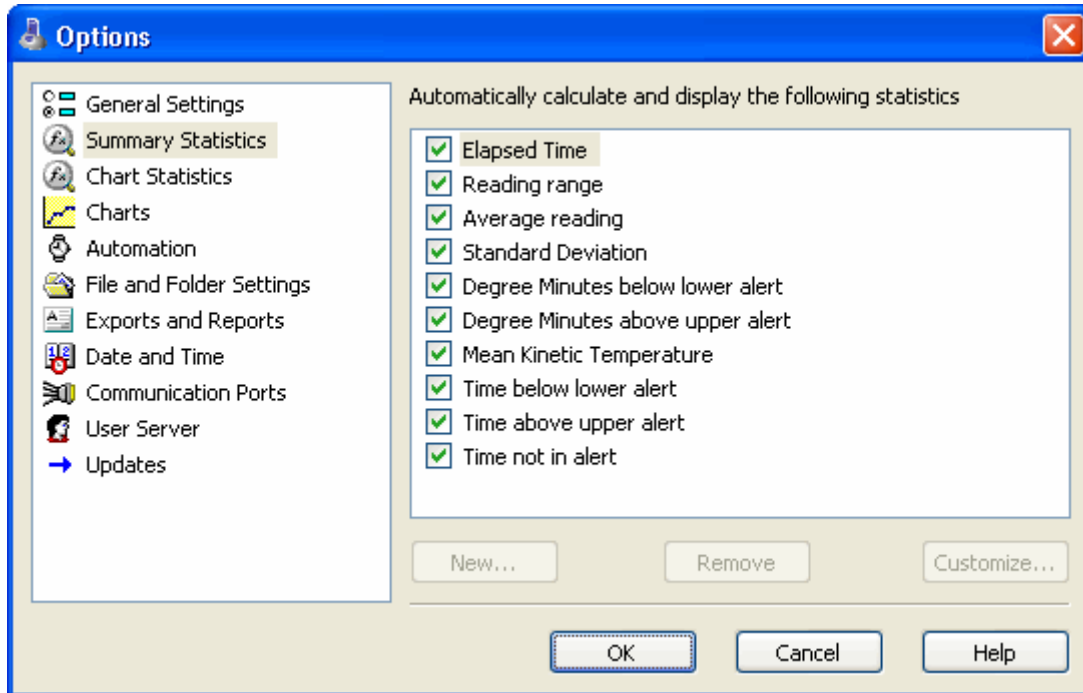 Options
General Settings
Summary Statistics
Chart Statistics
Charts
Automation
File and Folder Settings
Exports and Reports
Date and Time
Communication Ports
User Server
Updates
Automatically calculate and display the following statistics
Elapsed Time
Reading range
Average reading
Standard Deviation
Degree Minutes below lower alert
Degree Minutes above upper alert
Mean Kinetic Temperature
Time below lower alert
Time above upper alert
Time not in alert
New...
Remove
Customize...
OK
Cancel
Help